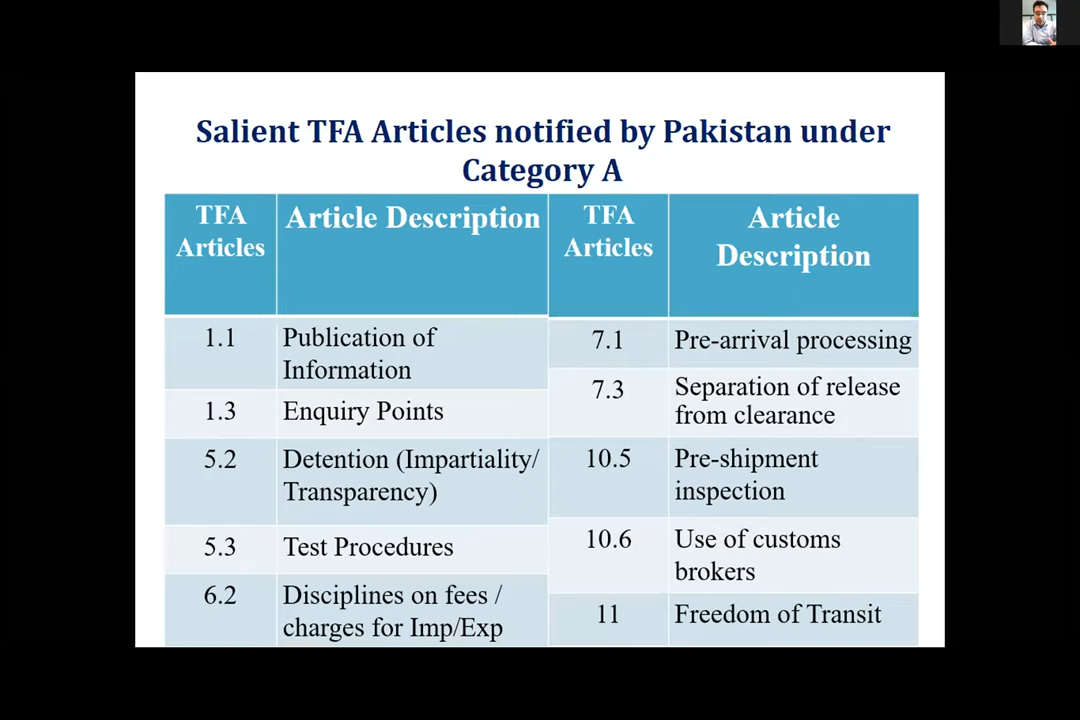 Salient TFA Articles notified by Pakistan under
Category A
TFA
Articles
Article Description
TFA
Articles
Article
Description
1.1
Publication of
Information
1.3
Enquiry Points
5.2
Detention (Impartiality/
Transparency)
5.3
Test Procedures
6.2
Disciplines on fees /
charges for Imp/Exp
7.1
Pre-arrival processing
7.3
Separation of release
from clearance
10.5
Pre-shipment
inspection
10.6
Use of customs
brokers
11
Freedom of Transit